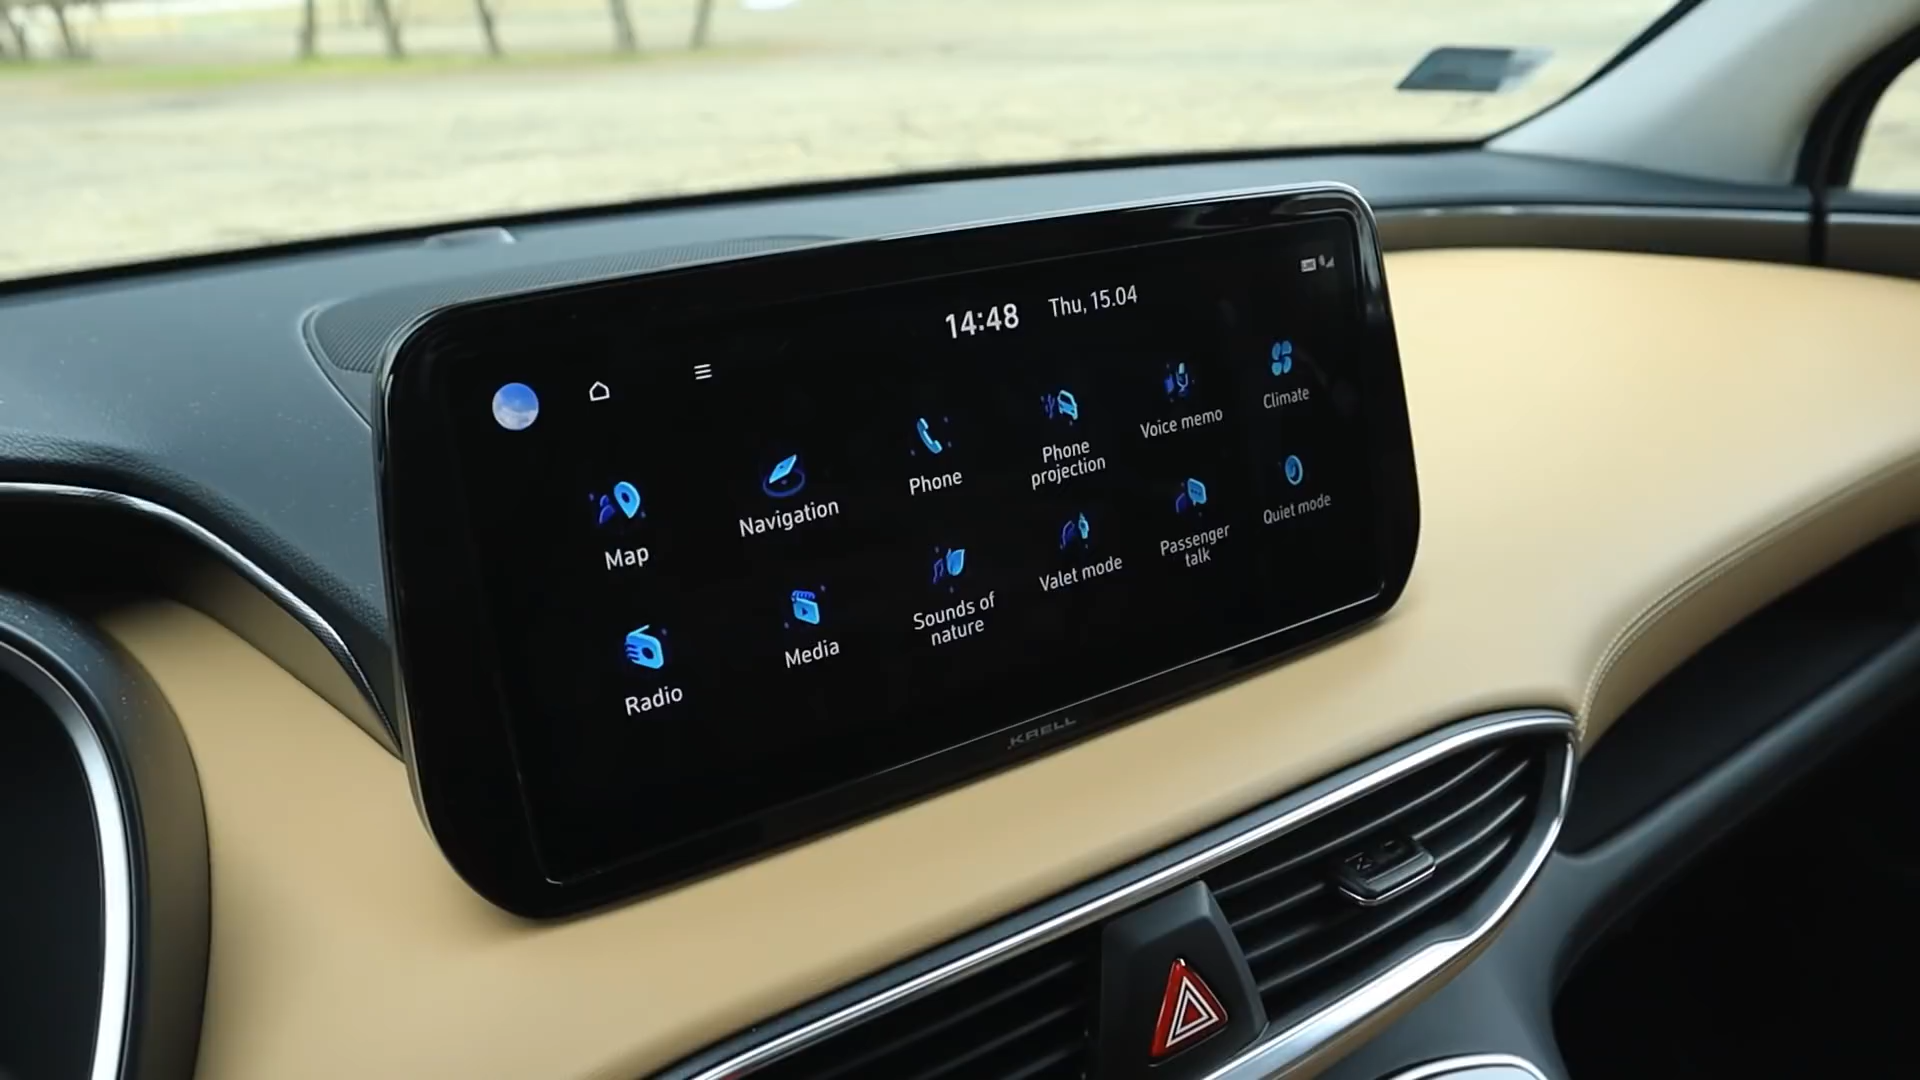 14:48 Thu, 15.04
Map
Navigation
Phone
Phone
projection
Voice memo
Climate
Radio
Media
Sounds of
nature
Valet mode
Passenger
talk
Quiet mode
KRELL